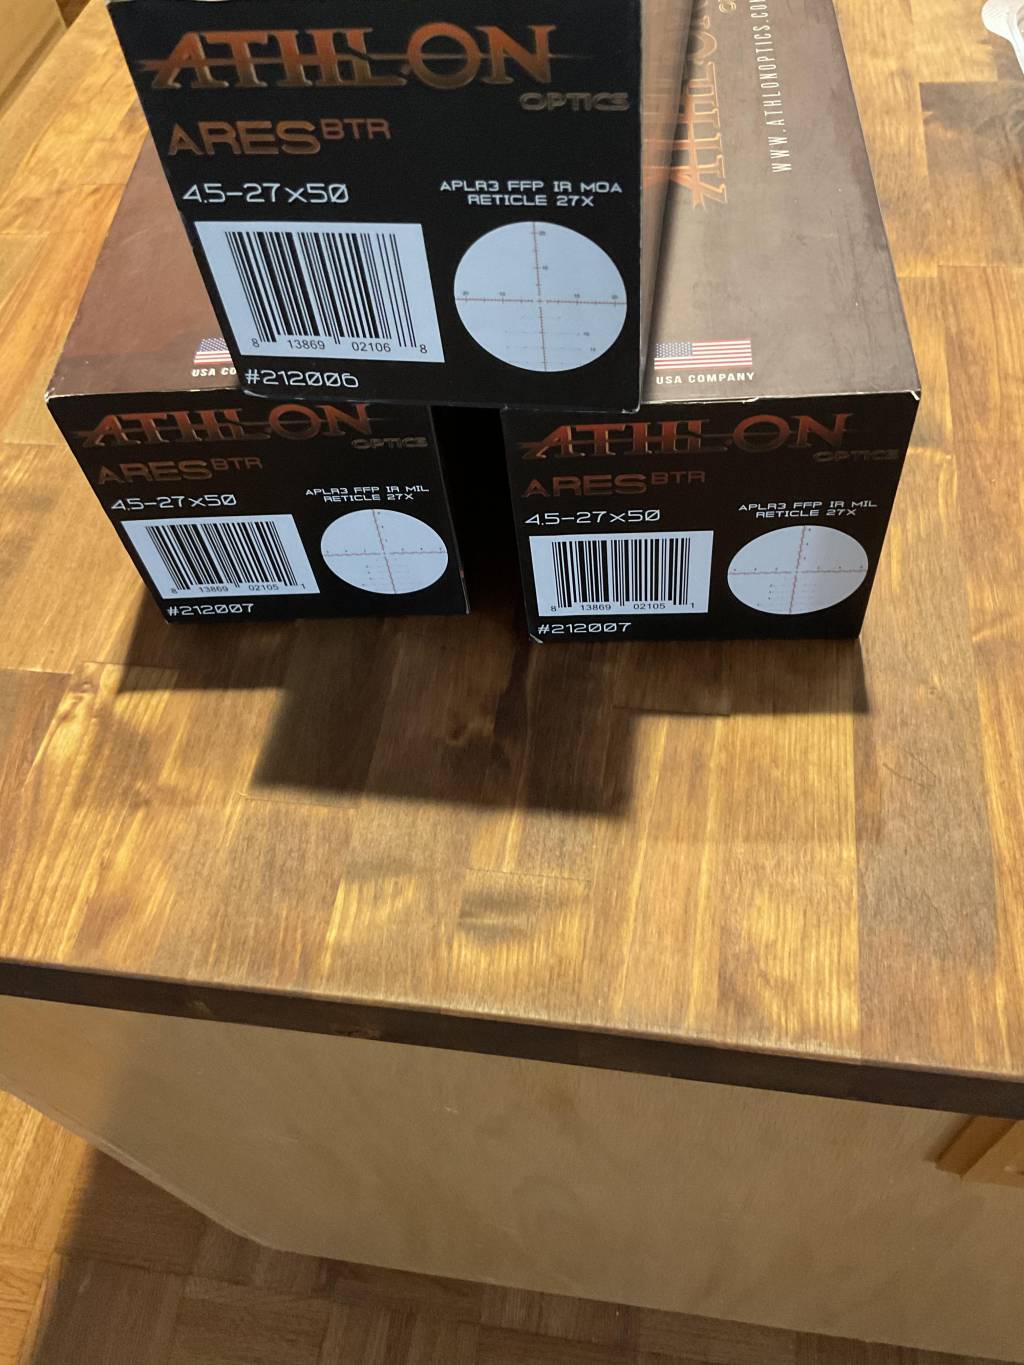 ATHLON
OPTICS
ARES BTR
4.5-27x50
APLR3 FFP IR MOA
RETICLE 27X
8 13869 02106 8
#212006
WWW.ATHLONOPTICS.CO
ATHLON
USA CO
USA COMPANY
ATHLON
OPTICS
ARES BTR
4.5-27x50
APLR3 FFP IR MIL
RETICLE 27X
8 13869 02105 1
#212007
ATHLON
OPTICS
ARES BTR
4.5-27x50
APLR3 FFP IR MIL
RETICLE 27X
8 13869 02105 1
#212007